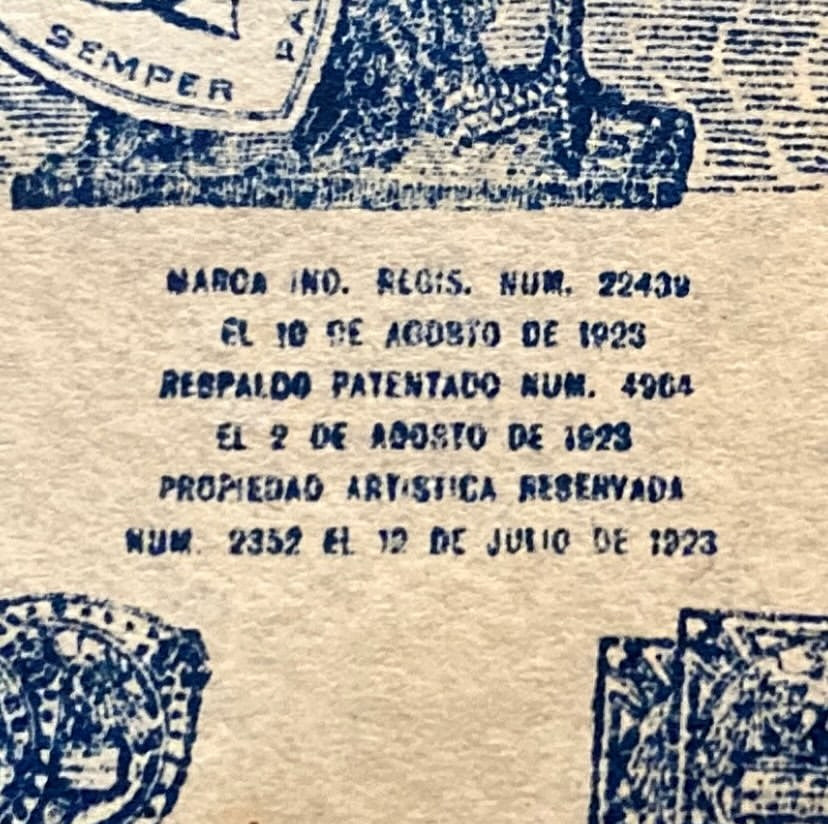 SEMPER
MARCA IND. REGIS. NUM. 22439
EL 10 DE AGOSTO DE 1923
RESPALDO PATENTADO NUM. 4964
EL 2 DE AGOSTO DE 1923
PROPIEDAD ARTISTICA RESERVADA
NUM. 2352 EL 12 DE JULIO DE 1923